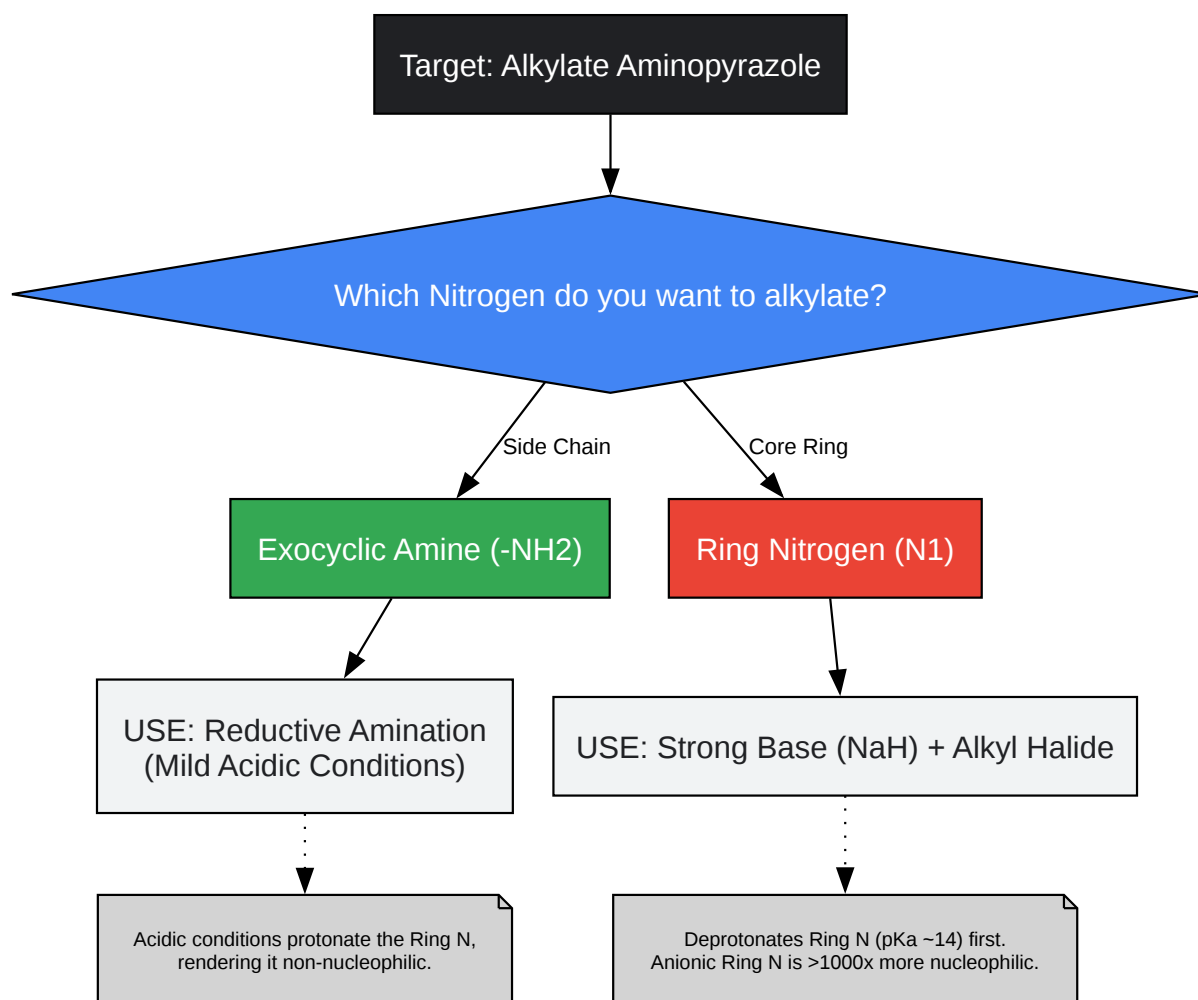 Target: Alkylate Aminopyrazole
Which Nitrogen do you want to alkylate?
Side Chain
Core Ring
Exocyclic Amine (-NH2)
Ring Nitrogen (N1)
USE: Reductive Amination
(Mild Acidic Conditions)
USE: Strong Base (NaH) + Alkyl Halide
Acidic conditions protonate the Ring N,
rendering it non-nucleophilic.
Deprotonates Ring N (pKa ~14) first.
Anionic Ring N is >1000x more nucleophilic.